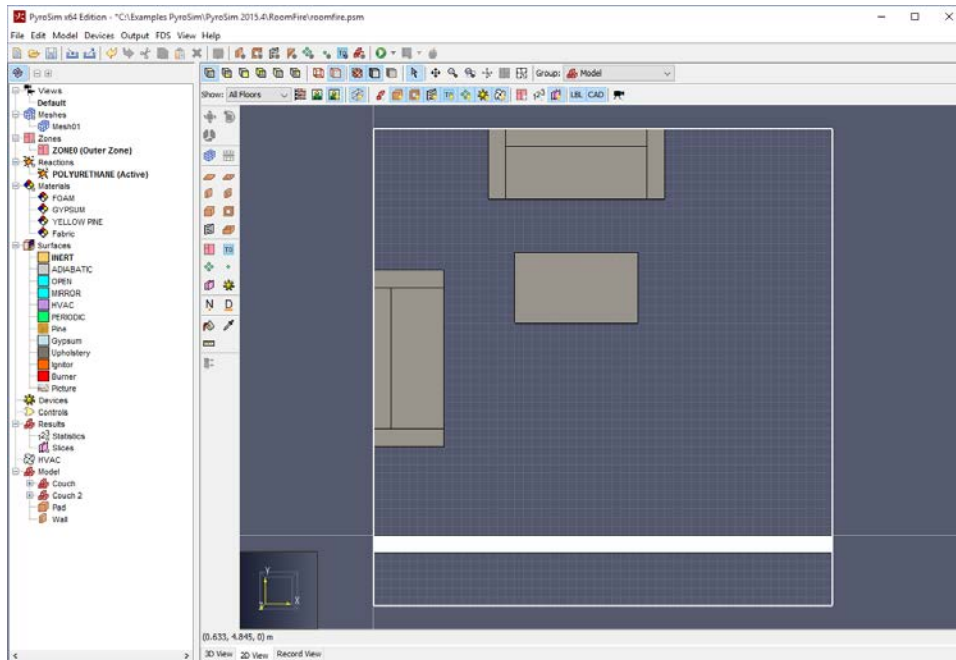 PyroSim x64 Edition - "C:\Examples PyroSim\PyroSim 2015.4\RoomFire\roomfire.psm
File Edit Model Devices Output FDS View Help
Group: Model
Show: All Floors
LBL CAD
Views
Default
Meshes
Mesh01
Zones
ZONE0 (Outer Zone)
Reactions
POLYURETHANE (Active)
Materials
FOAM
GYPSUM
YELLOW PINE
Fabric
Surfaces
INERT
ADIABATIC
OPEN
MIRROR
HVAC
PERIODIC
Pine
Gypsum
Upholstery
Ignitor
Burner
Picture
Devices
Controls
Results
Statistics
Slices
HVAC
Model
Couch
Couch 2
Pad
Wall
N D
Y
X
(0.633, 4.845, 0) m
3D View 2D View Record View